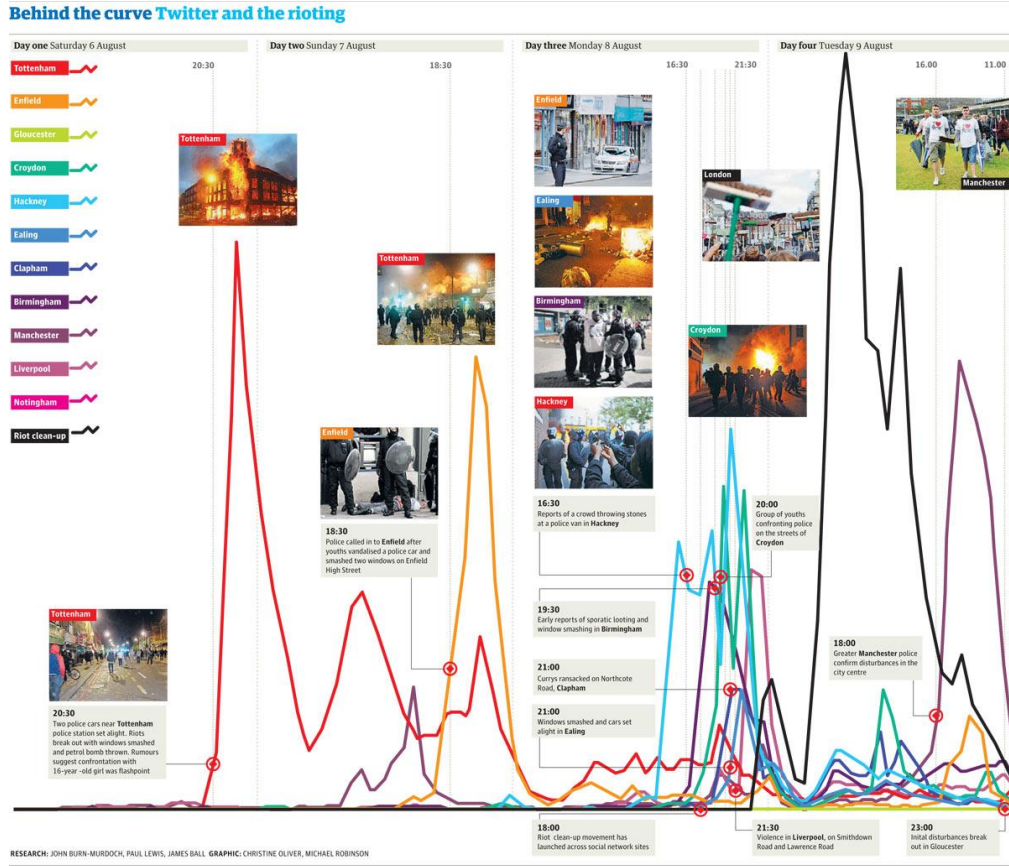 Behind the curve Twitter and the rioting
Day one Saturday 6 August
Day two Sunday 7 August
Day three Monday 8 August
Day four Tuesday 9 August
20:30
18:30
16:30
21:30
16.00
11.00
Tottenham
Enfield
Gloucester
Croydon
Hackney
Ealing
Clapham
Birmingham
Manchester
Liverpool
Notingham
Riot clean-up
Tottenham
Tottenham
Enfield
Tottenham
Enfield
Ealing
Birmingham
Hackney
London
Croydon
Manchester
20:30
Two police cars near Tottenham
police station set alight. Riots
break out with windows smashed
and petrol bomb thrown. Rumours
suggest confrontation with
16-year -old girl was flashpoint
18:30
Police called in to Enfield after
youths vandalised a police car and
smashed two windows on Enfield
High Street
16:30
Reports of a crowd throwing stones
at a police van in Hackney
20:00
Group of youths
confronting police
on the streets of
Croydon
19:30
Early reports of sporatic looting and
window smashing in Birmingham
21:00
Currys ransacked on Northcote
Road, Clapham
21:00
Windows smashed and cars set
alight in Ealing
18:00
Riot clean-up movement has
launched across social network sites
21:30
Violence in Liverpool, on Smithdown
Road and Lawrence Road
18:00
Greater Manchester police
confirm disturbances in the
city centre
23:00
Inital disturbances break
out in Gloucester
RESEARCH: JOHN BURN-MURDOCH, PAUL LEWIS, JAMES BALL GRAPHIC: CHRISTINE OLIVER, MICHAEL ROBINSON